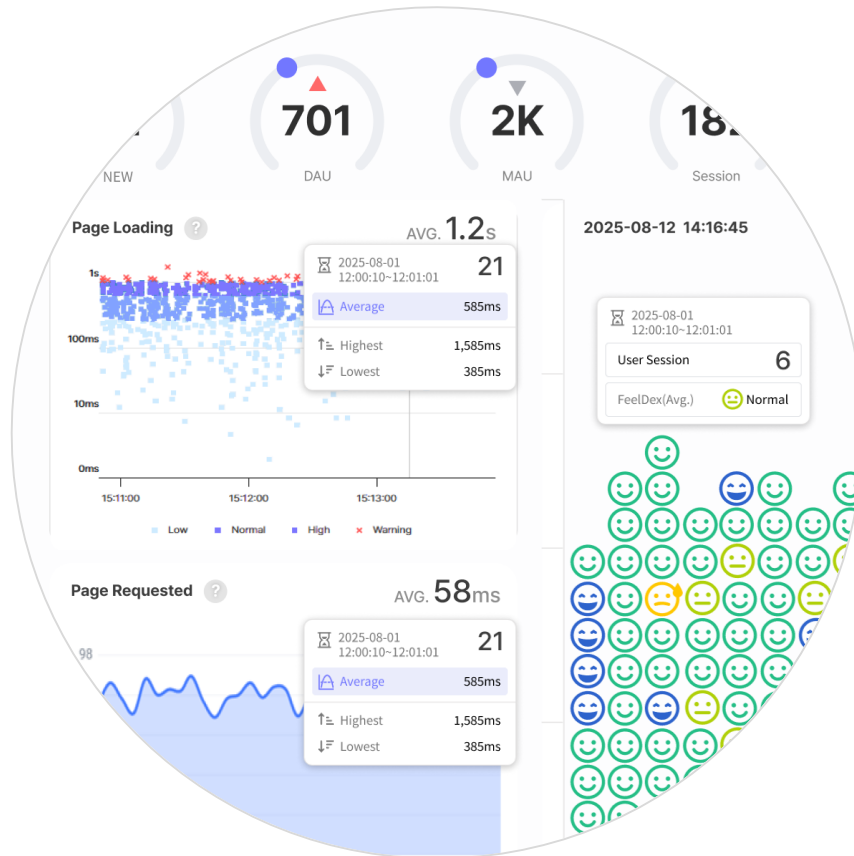 701
2K
NEW
DAU
MAU
Session
Page Loading
?
AVG. 1.2s
2025-08-01
12:00:10~12:01:01
21
Average
585ms
Highest
1,585ms
Lowest
385ms
1s
100ms
10ms
0ms
15:11:00
15:12:00
15:13:00
Low
Normal
High
Warning
2025-08-12 14:16:45
2025-08-01
12:00:10~12:01:01
User Session
6
FeelDex(Avg.)
Normal
Page Requested
?
AVG. 58ms
98
2025-08-01
12:00:10~12:01:01
21
Average
585ms
Highest
1,585ms
Lowest
385ms